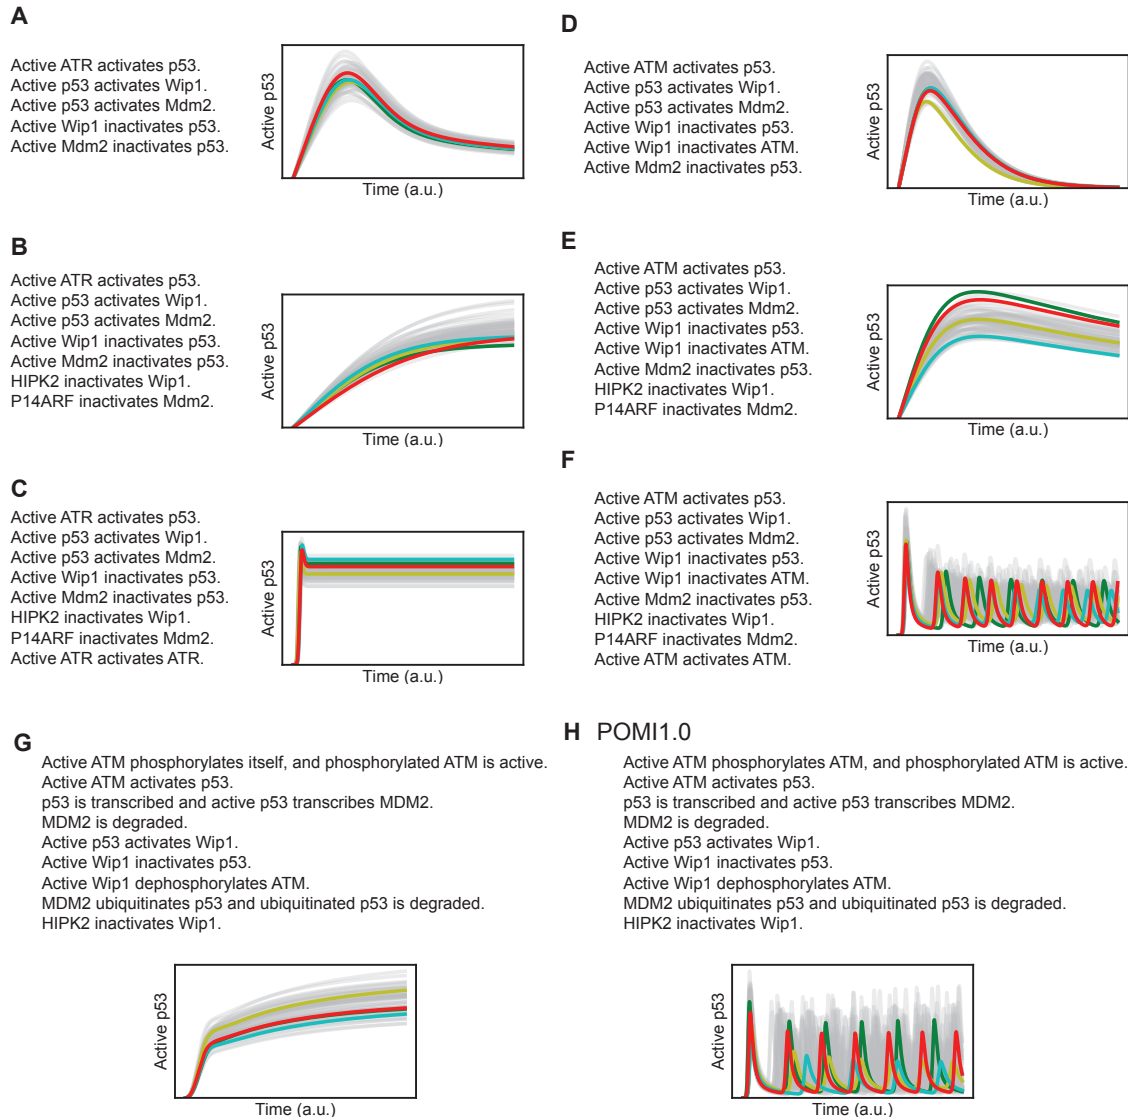 A
Active ATR activates p53.
Active p53 activates Wip1.
Active p53 activates Mdm2.
Active Wip1 inactivates p53.
Active Mdm2 inactivates p53.
Active p53
Time (a.u.)
B
Active ATR activates p53.
Active p53 activates Wip1.
Active p53 activates Mdm2.
Active Wip1 inactivates p53.
Active Mdm2 inactivates p53.
HIPK2 inactivates Wip1.
P14ARF inactivates Mdm2.
Active p53
Time (a.u.)
C
Active ATR activates p53.
Active p53 activates Wip1.
Active p53 activates Mdm2.
Active Wip1 inactivates p53.
Active Mdm2 inactivates p53.
HIPK2 inactivates Wip1.
P14ARF inactivates Mdm2.
Active ATR activates ATR.
Active p53
Time (a.u.)
D
Active ATM activates p53.
Active p53 activates Wip1.
Active p53 activates Mdm2.
Active Wip1 inactivates p53.
Active Wip1 inactivates ATM.
Active Mdm2 inactivates p53.
Active p53
Time (a.u.)
E
Active ATM activates p53.
Active p53 activates Wip1.
Active p53 activates Mdm2.
Active Wip1 inactivates p53.
Active Wip1 inactivates ATM.
Active Mdm2 inactivates p53.
HIPK2 inactivates Wip1.
P14ARF inactivates Mdm2.
Active p53
Time (a.u.)
F
Active ATM activates p53.
Active p53 activates Wip1.
Active p53 activates Mdm2.
Active Wip1 inactivates p53.
Active Wip1 inactivates ATM.
Active Mdm2 inactivates p53.
HIPK2 inactivates Wip1.
P14ARF inactivates Mdm2.
Active ATM activates ATM.
Active p53
Time (a.u.)
G
Active ATM phosphorylates itself, and phosphorylated ATM is active.
Active ATM activates p53.
p53 is transcribed and active p53 transcribes MDM2.
MDM2 is degraded.
Active p53 activates Wip1.
Active Wip1 inactivates p53.
Active Wip1 dephosphorylates ATM.
MDM2 ubiquitinates p53 and ubiquitinated p53 is degraded.
HIPK2 inactivates Wip1.
Active p53
Time (a.u.)
H POMI1.0
Active ATM phosphorylates ATM, and phosphorylated ATM is active.
Active ATM activates p53.
p53 is transcribed and active p53 transcribes MDM2.
MDM2 is degraded.
Active p53 activates Wip1.
Active Wip1 inactivates p53.
Active Wip1 dephosphorylates ATM.
MDM2 ubiquitinates p53 and ubiquitinated p53 is degraded.
HIPK2 inactivates Wip1.
Active p53
Time (a.u.)